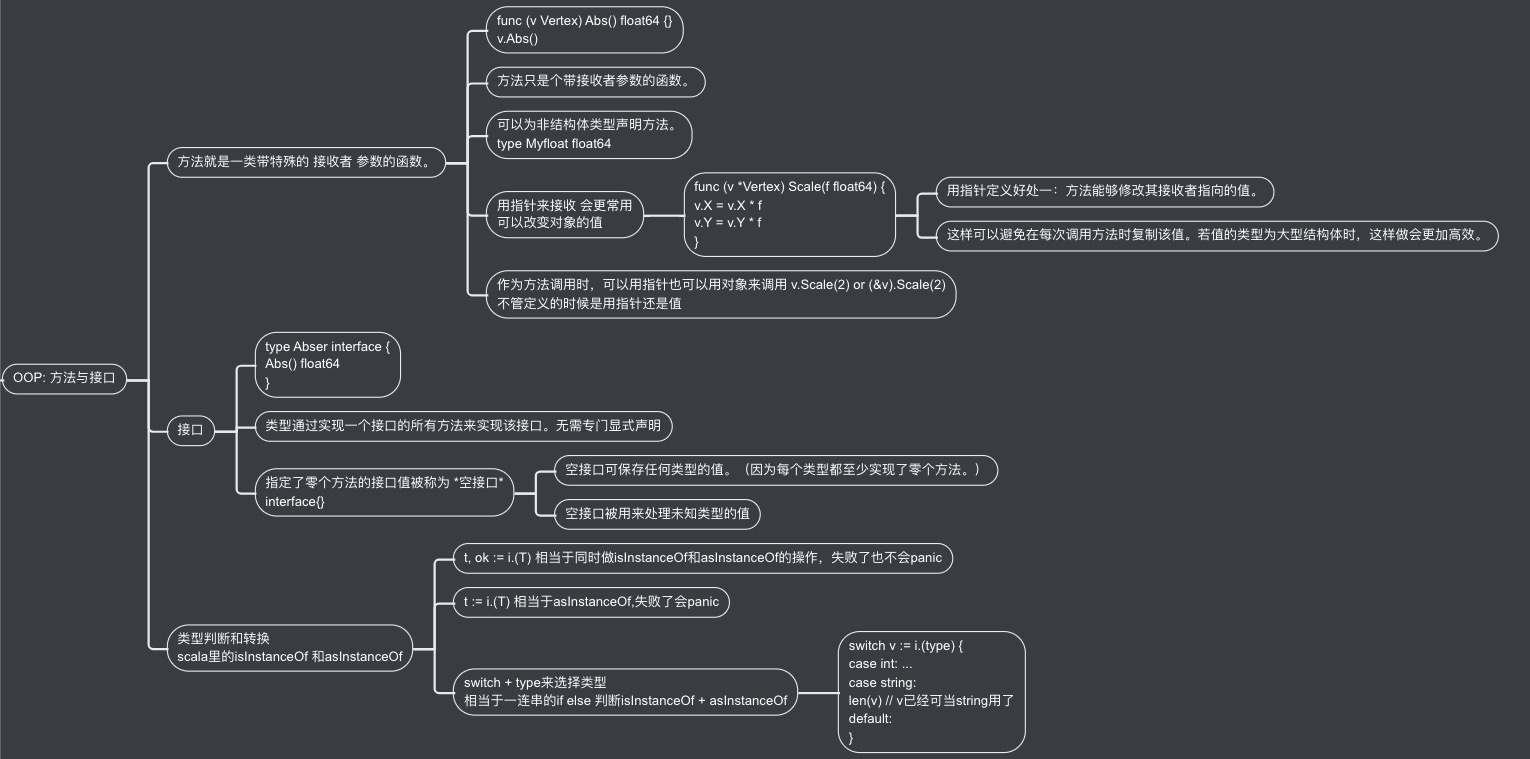 OOP: 方法与接口
方法就是一类带特殊的 接收者 参数的函数。
func (v Vertex) Abs() float64 {}
v.Abs()
方法只是个带接收者参数的函数。
可以为非结构体类型声明方法。
type Myfloat float64
用指针来接收 会更常用
可以改变对象的值
func (v *Vertex) Scale(f float64) {
v.X = v.X * f
v.Y = v.Y * f
}
用指针定义好处一：方法能够修改其接收者指向的值。
这样可以避免在每次调用方法时复制该值。若值的类型为大型结构体时，这样做会更加高效。
作为方法调用时，可以用指针也可以用对象来调用 v.Scale(2) or (&v).Scale(2)
不管定义的时候是用指针还是值
接口
type Abser interface {
Abs() float64
}
类型通过实现一个接口的所有方法来实现该接口。无需专门显式声明
指定了零个方法的接口值被称为 *空接口*
interface{}
空接口可保存任何类型的值。（因为每个类型都至少实现了零个方法。）
空接口被用来处理未知类型的值
类型判断和转换
scala里的isInstanceOf 和asInstanceOf
t, ok := i.(T) 相当于同时做isInstanceOf和asInstanceOf的操作，失败了也不会panic
t := i.(T) 相当于asInstanceOf,失败了会panic
switch + type来选择类型
相当于一连串的if else 判断isInstanceOf + asInstanceOf
switch v := i.(type) {
case int: ...
case string:
len(v) // v已经可当string用了
default:
}